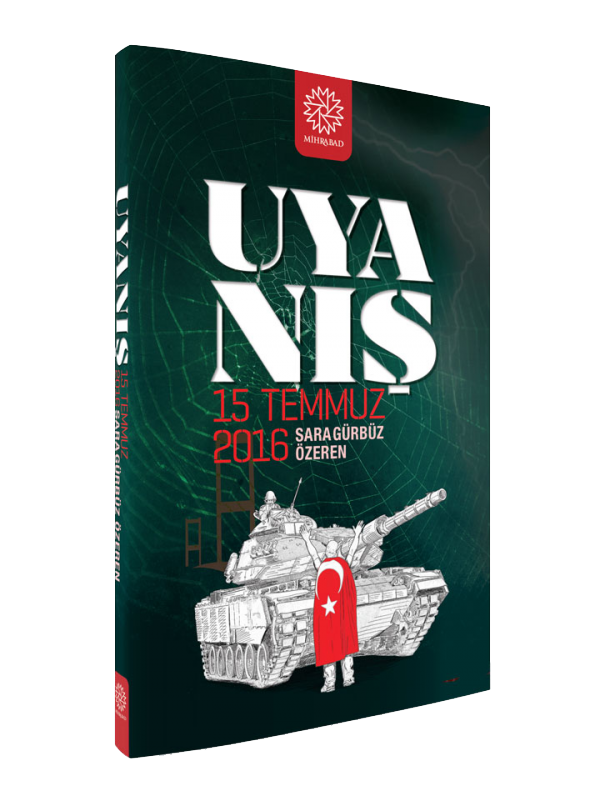 MİHRABAD
UYA
NIŞ
15 TEMMUZ
2016 SARA GÜRBÜZ
ÖZEREN
UYANIŞ
15 TEMMUZ
2016 SARA GÜRBÜZ ÖZEREN